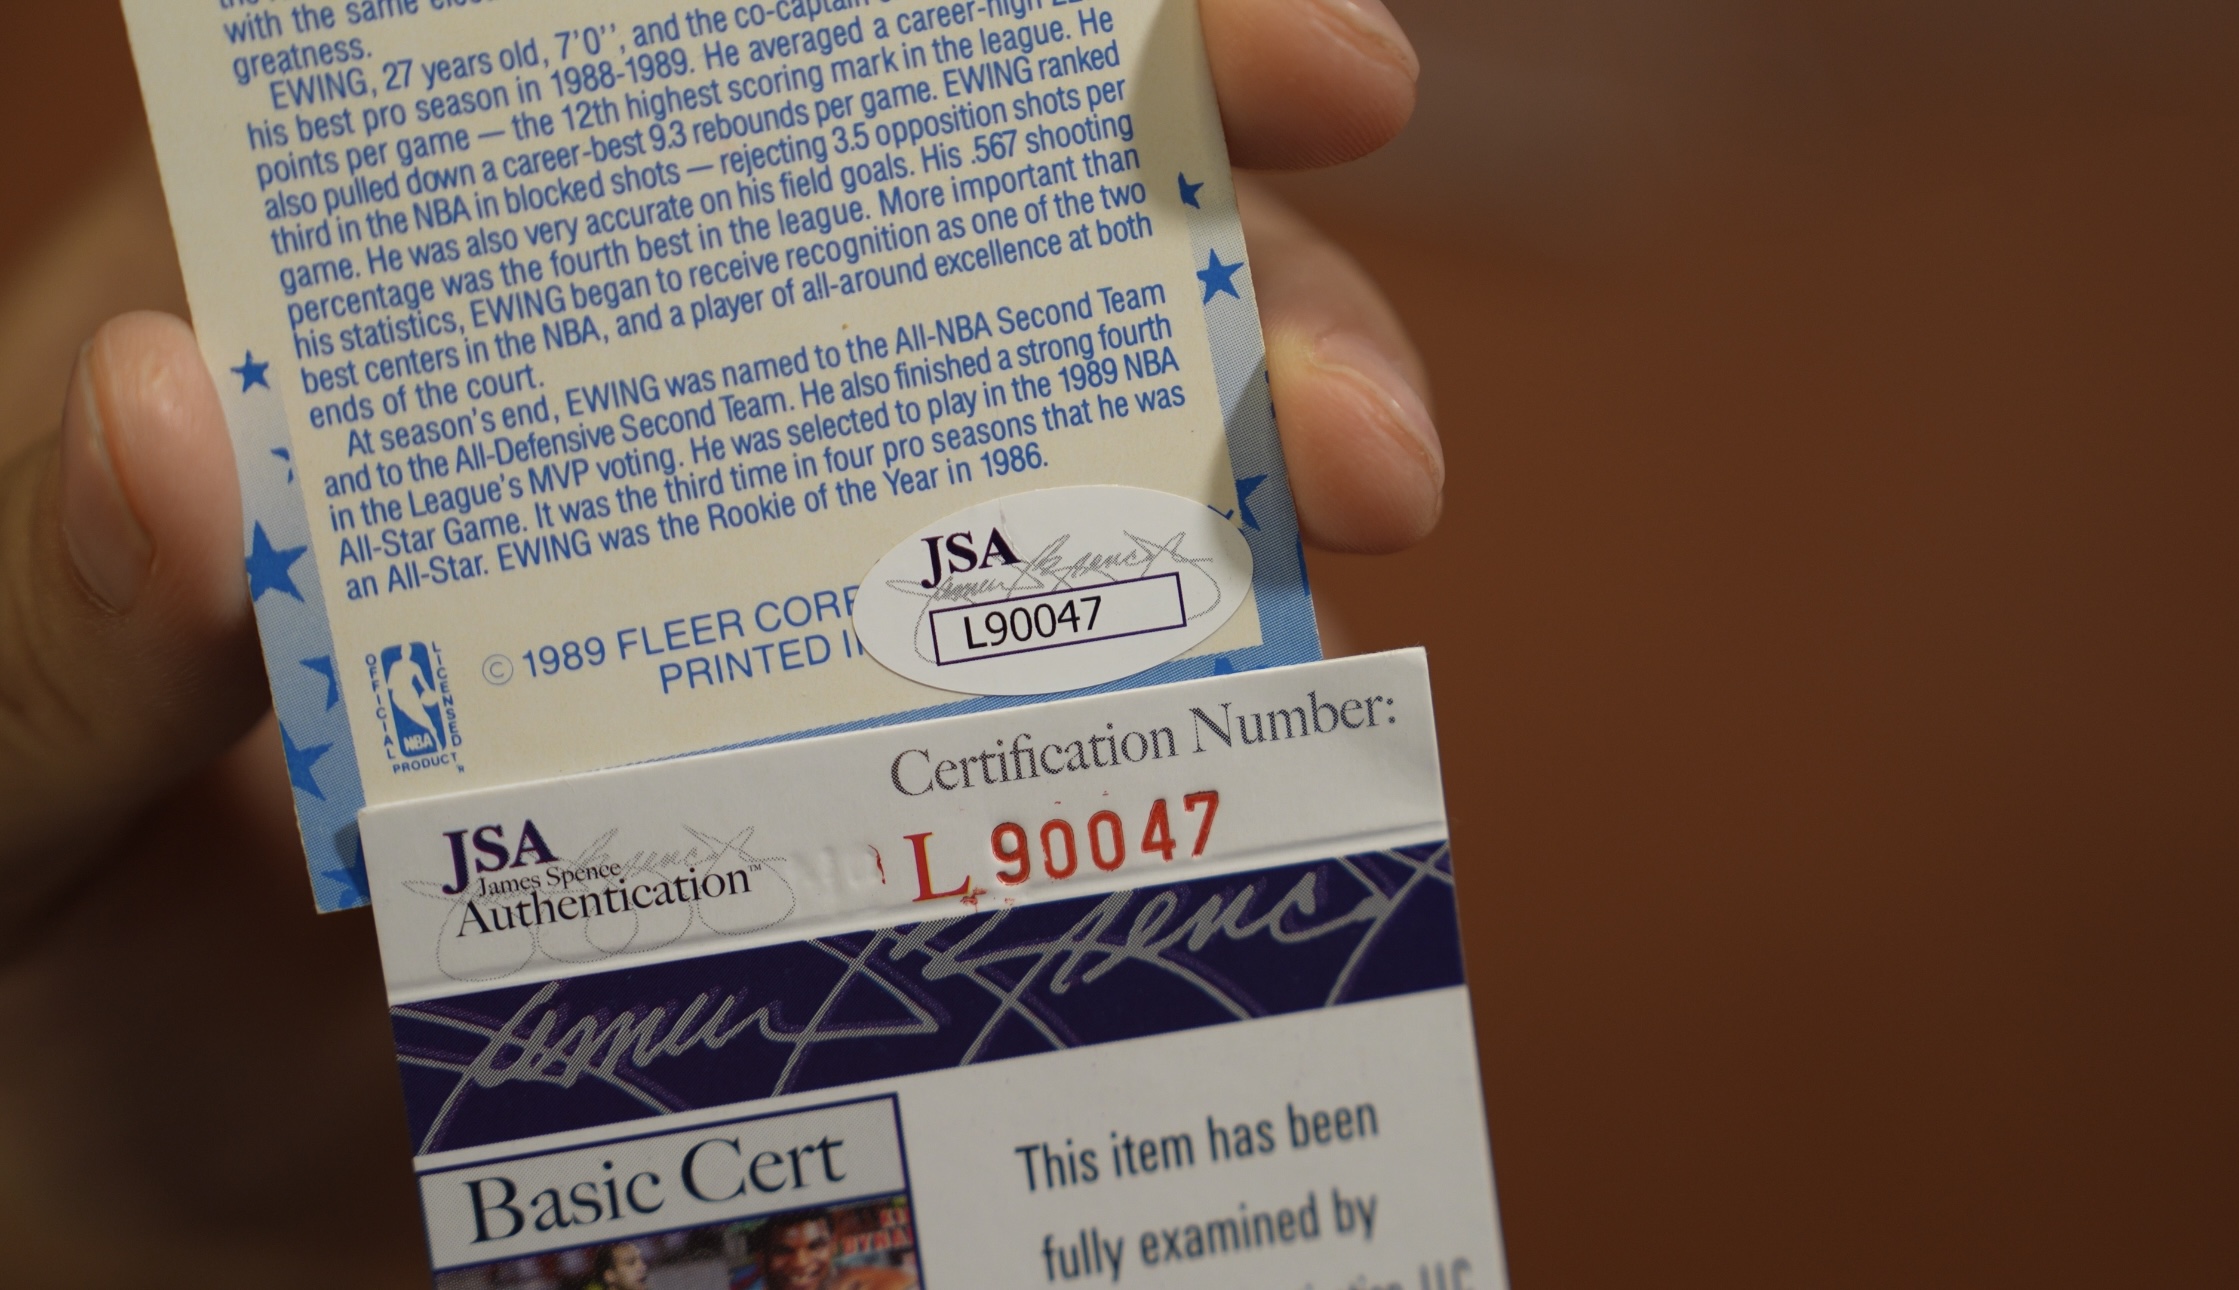 with the same
greatness.
EWING, 27 years old, 7'0'', and the co-captain
his best pro season in 1988-1989. He averaged a career-high
points per game — the 12th highest scoring mark in the league. He
also pulled down a career-best 9.3 rebounds per game. EWING ranked
third in the NBA in blocked shots — rejecting 3.5 opposition shots per
game. He was also very accurate on his field goals. His .567 shooting
percentage was the fourth best in the league. More important than
his statistics, EWING began to receive recognition as one of the two
best centers in the NBA, and a player of all-around excellence at both
ends of the court.
At season's end, EWING was named to the All-NBA Second Team
and to the All-Defensive Second Team. He also finished a strong fourth
in the League's MVP voting. He was selected to play in the 1989 NBA
All-Star Game. It was the third time in four pro seasons that he was
an All-Star. EWING was the Rookie of the Year in 1986.
JSA
L90047
© 1989 FLEER CORP
PRINTED I
OFFICIAL LICENSED
NBA
PRODUCT
Certification Number:
L 90047
JSA
James Spence
Authentication™
Basic Cert
This item has been
fully examined by
LLC